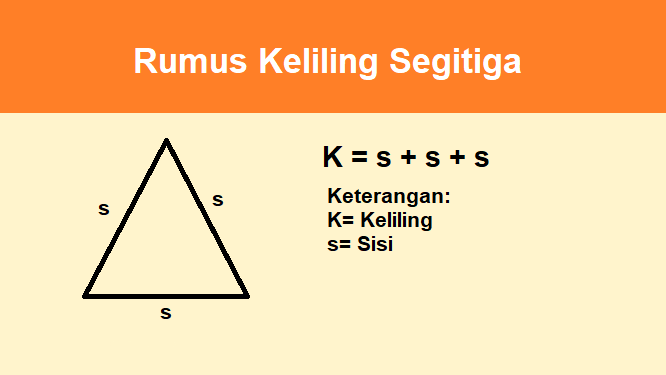 Rumus Keliling Segitiga
s
s
s
K = s + s + s
Keterangan:
K= Keliling
s= Sisi